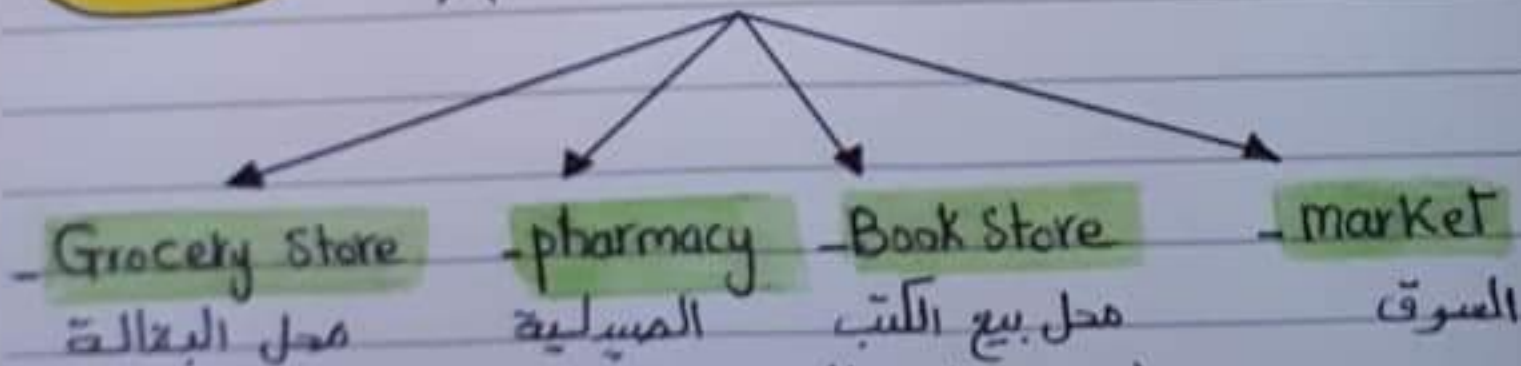 - Grocery Store -pharmacy -Book Store - market
محل البقالة الصيدلية محل بيع الكتب السوق